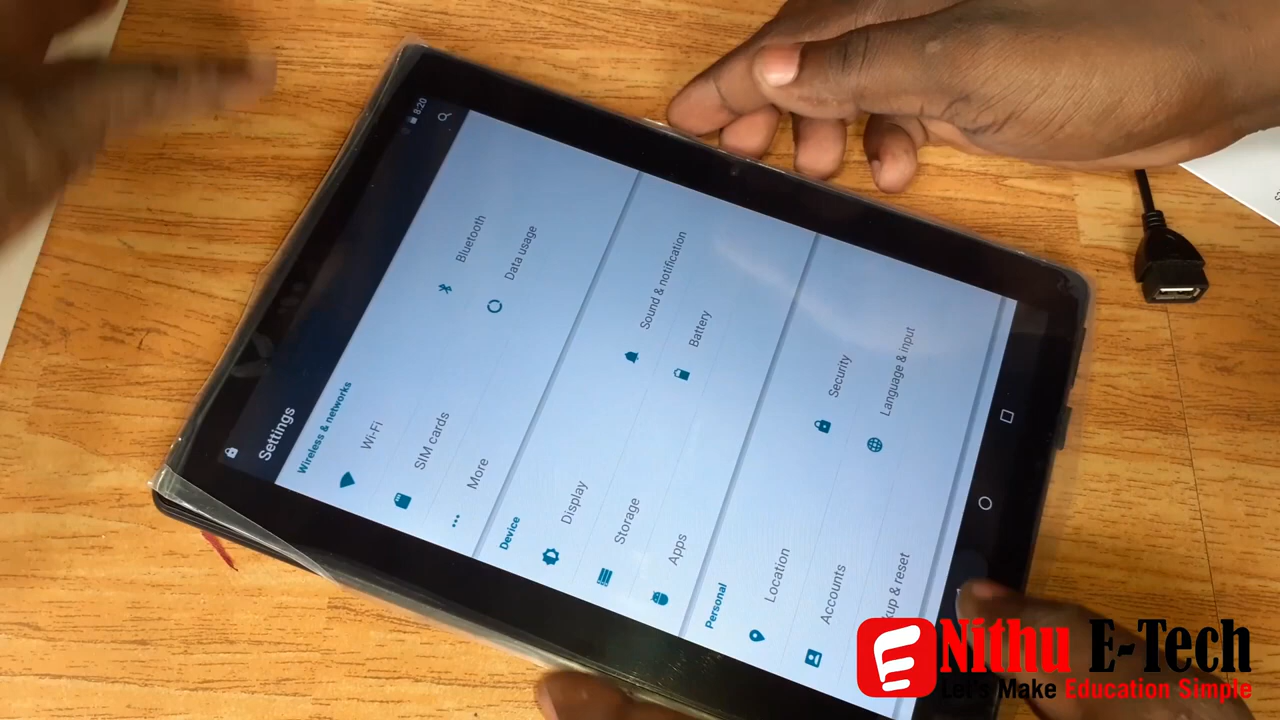 8:20
Settings
Wireless & networks
Wi-Fi
Bluetooth
SIM cards
Data usage
More
Device
Display
Sound & notification
Storage
Battery
Apps
Personal
Location
Security
Accounts
Language & input
kup & reset
Nithu E-Tech
Let's Make Education Simple